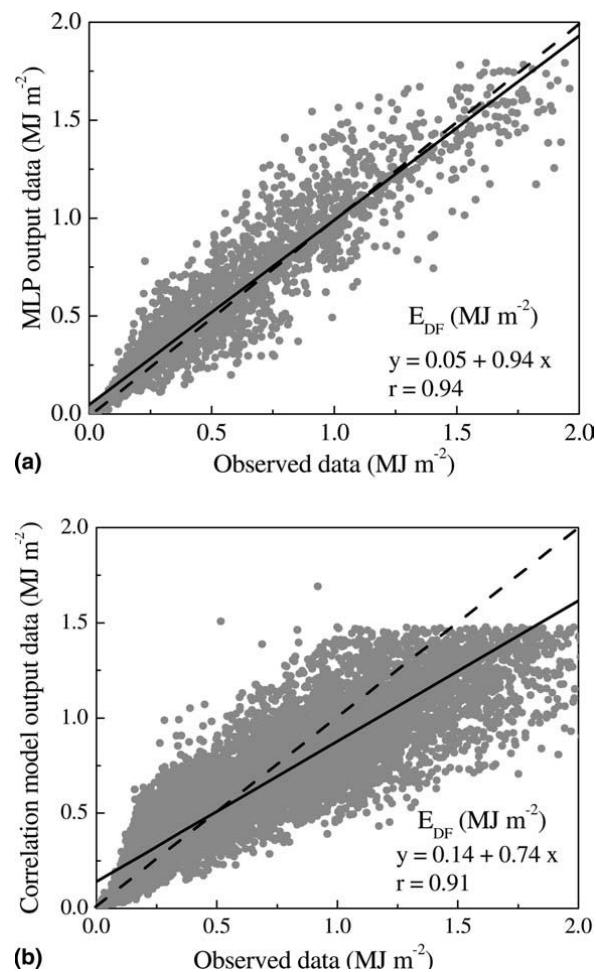 2.0
1.5
1.0
0.5
0.0
MLP output data (MJ m-2)
E_DF (MJ m-2)
y = 0.05 + 0.94 x
r = 0.94
0.0 0.5 1.0 1.5 2.0
(a) Observed data (MJ m-2)
2.0
1.5
1.0
0.5
0.0
Correlation model output data (MJ m-2)
E_DF (MJ m-2)
y = 0.14 + 0.74 x
r = 0.91
0.0 0.5 1.0 1.5 2.0
(b) Observed data (MJ m-2)